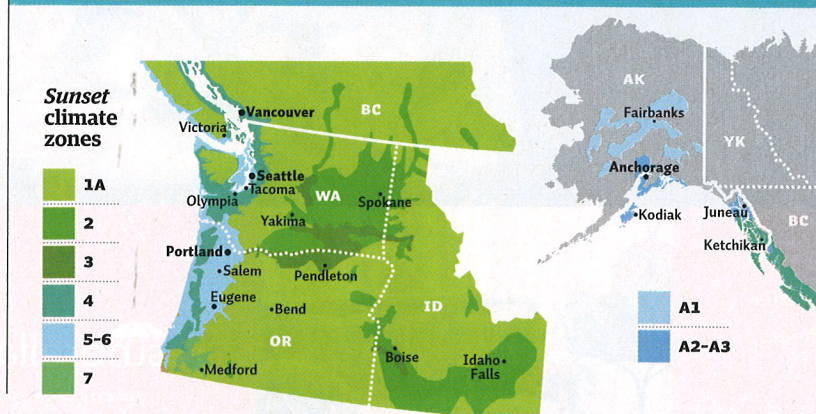 Sunset
climate
zones
1A
2
3
4
5-6
7
Vancouver
BC
Victoria
Seattle
Tacoma
Olympia
WA
Spokane
Yakima
Portland
Salem
Pendleton
Eugene
Bend
ID
OR
Boise
Idaho
Falls
Medford
AK
Fairbanks
YK
Anchorage
Kodiak
Juneau
BC
Ketchikan
A1
A2–A3